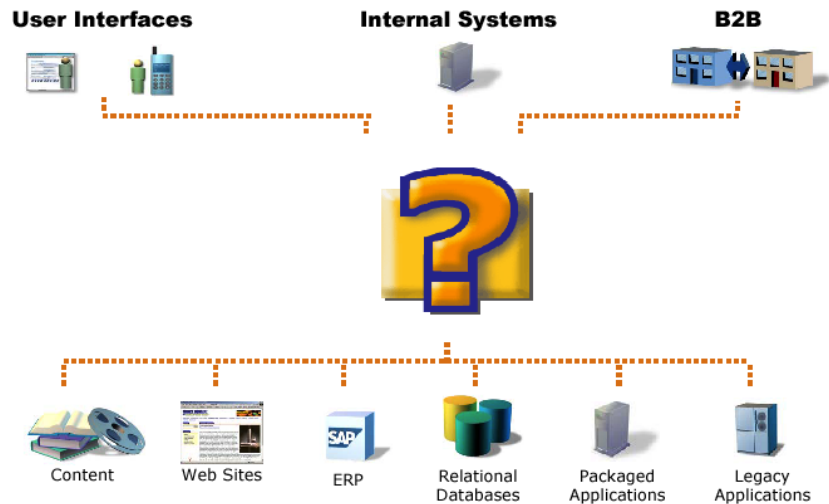 User Interfaces
Internal Systems
B2B
SAP
Content
Web Sites
ERP
Relational
Databases
Packaged
Applications
Legacy
Applications